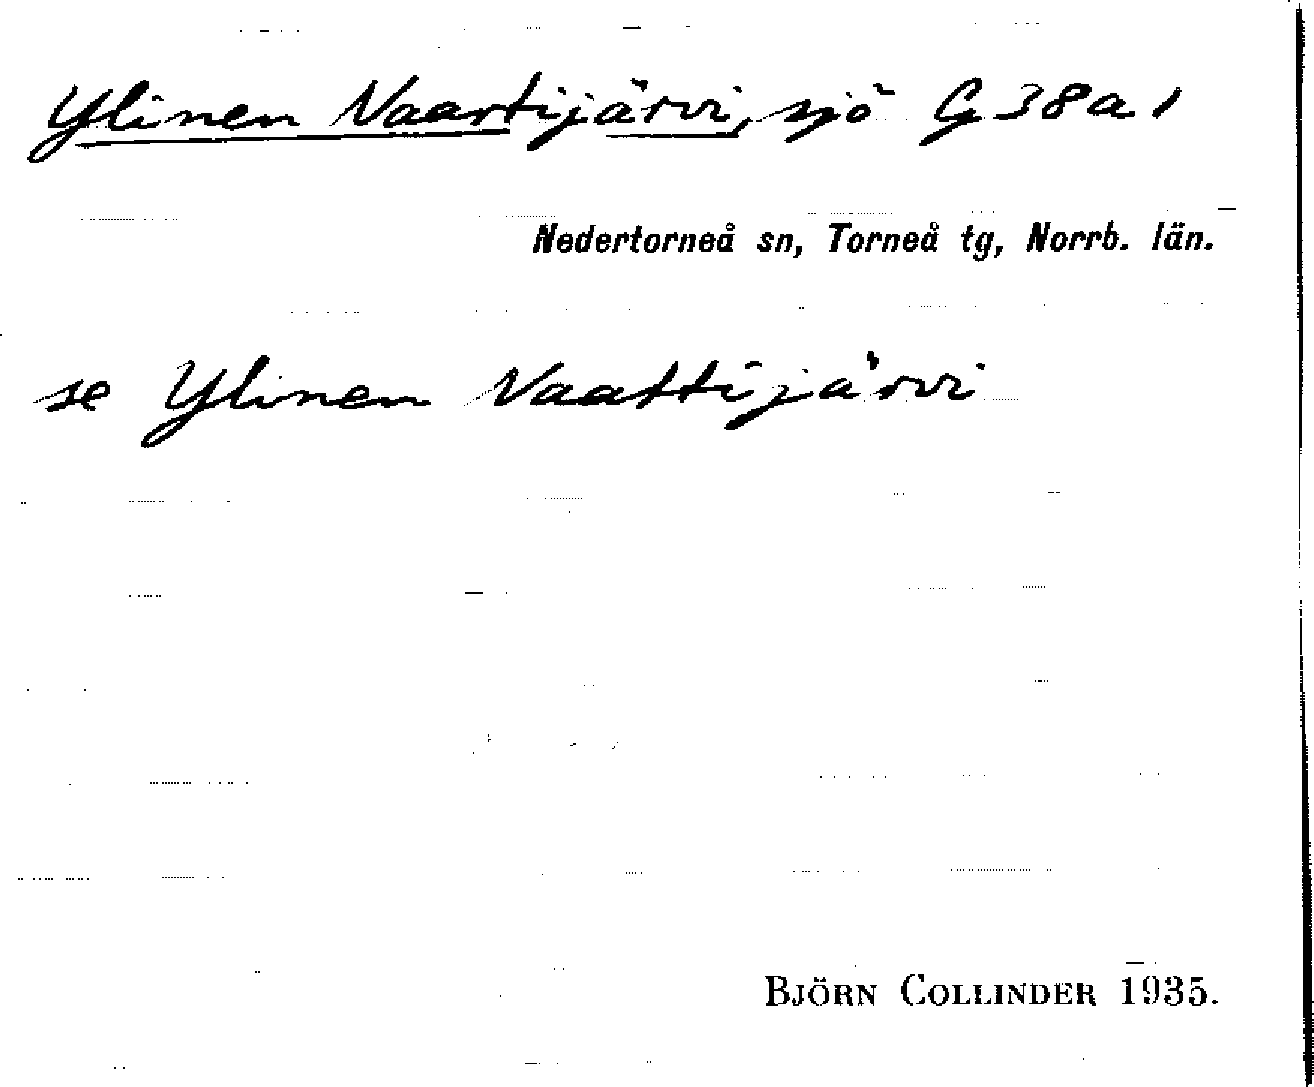 Ylinen Vaartijärvi, sjö G 38 a 1
Nedertorneå sn, Torneå tg, Norrb. län.
se Ylinen Vaattijärvi
BJÖRN COLLINDER 1935.